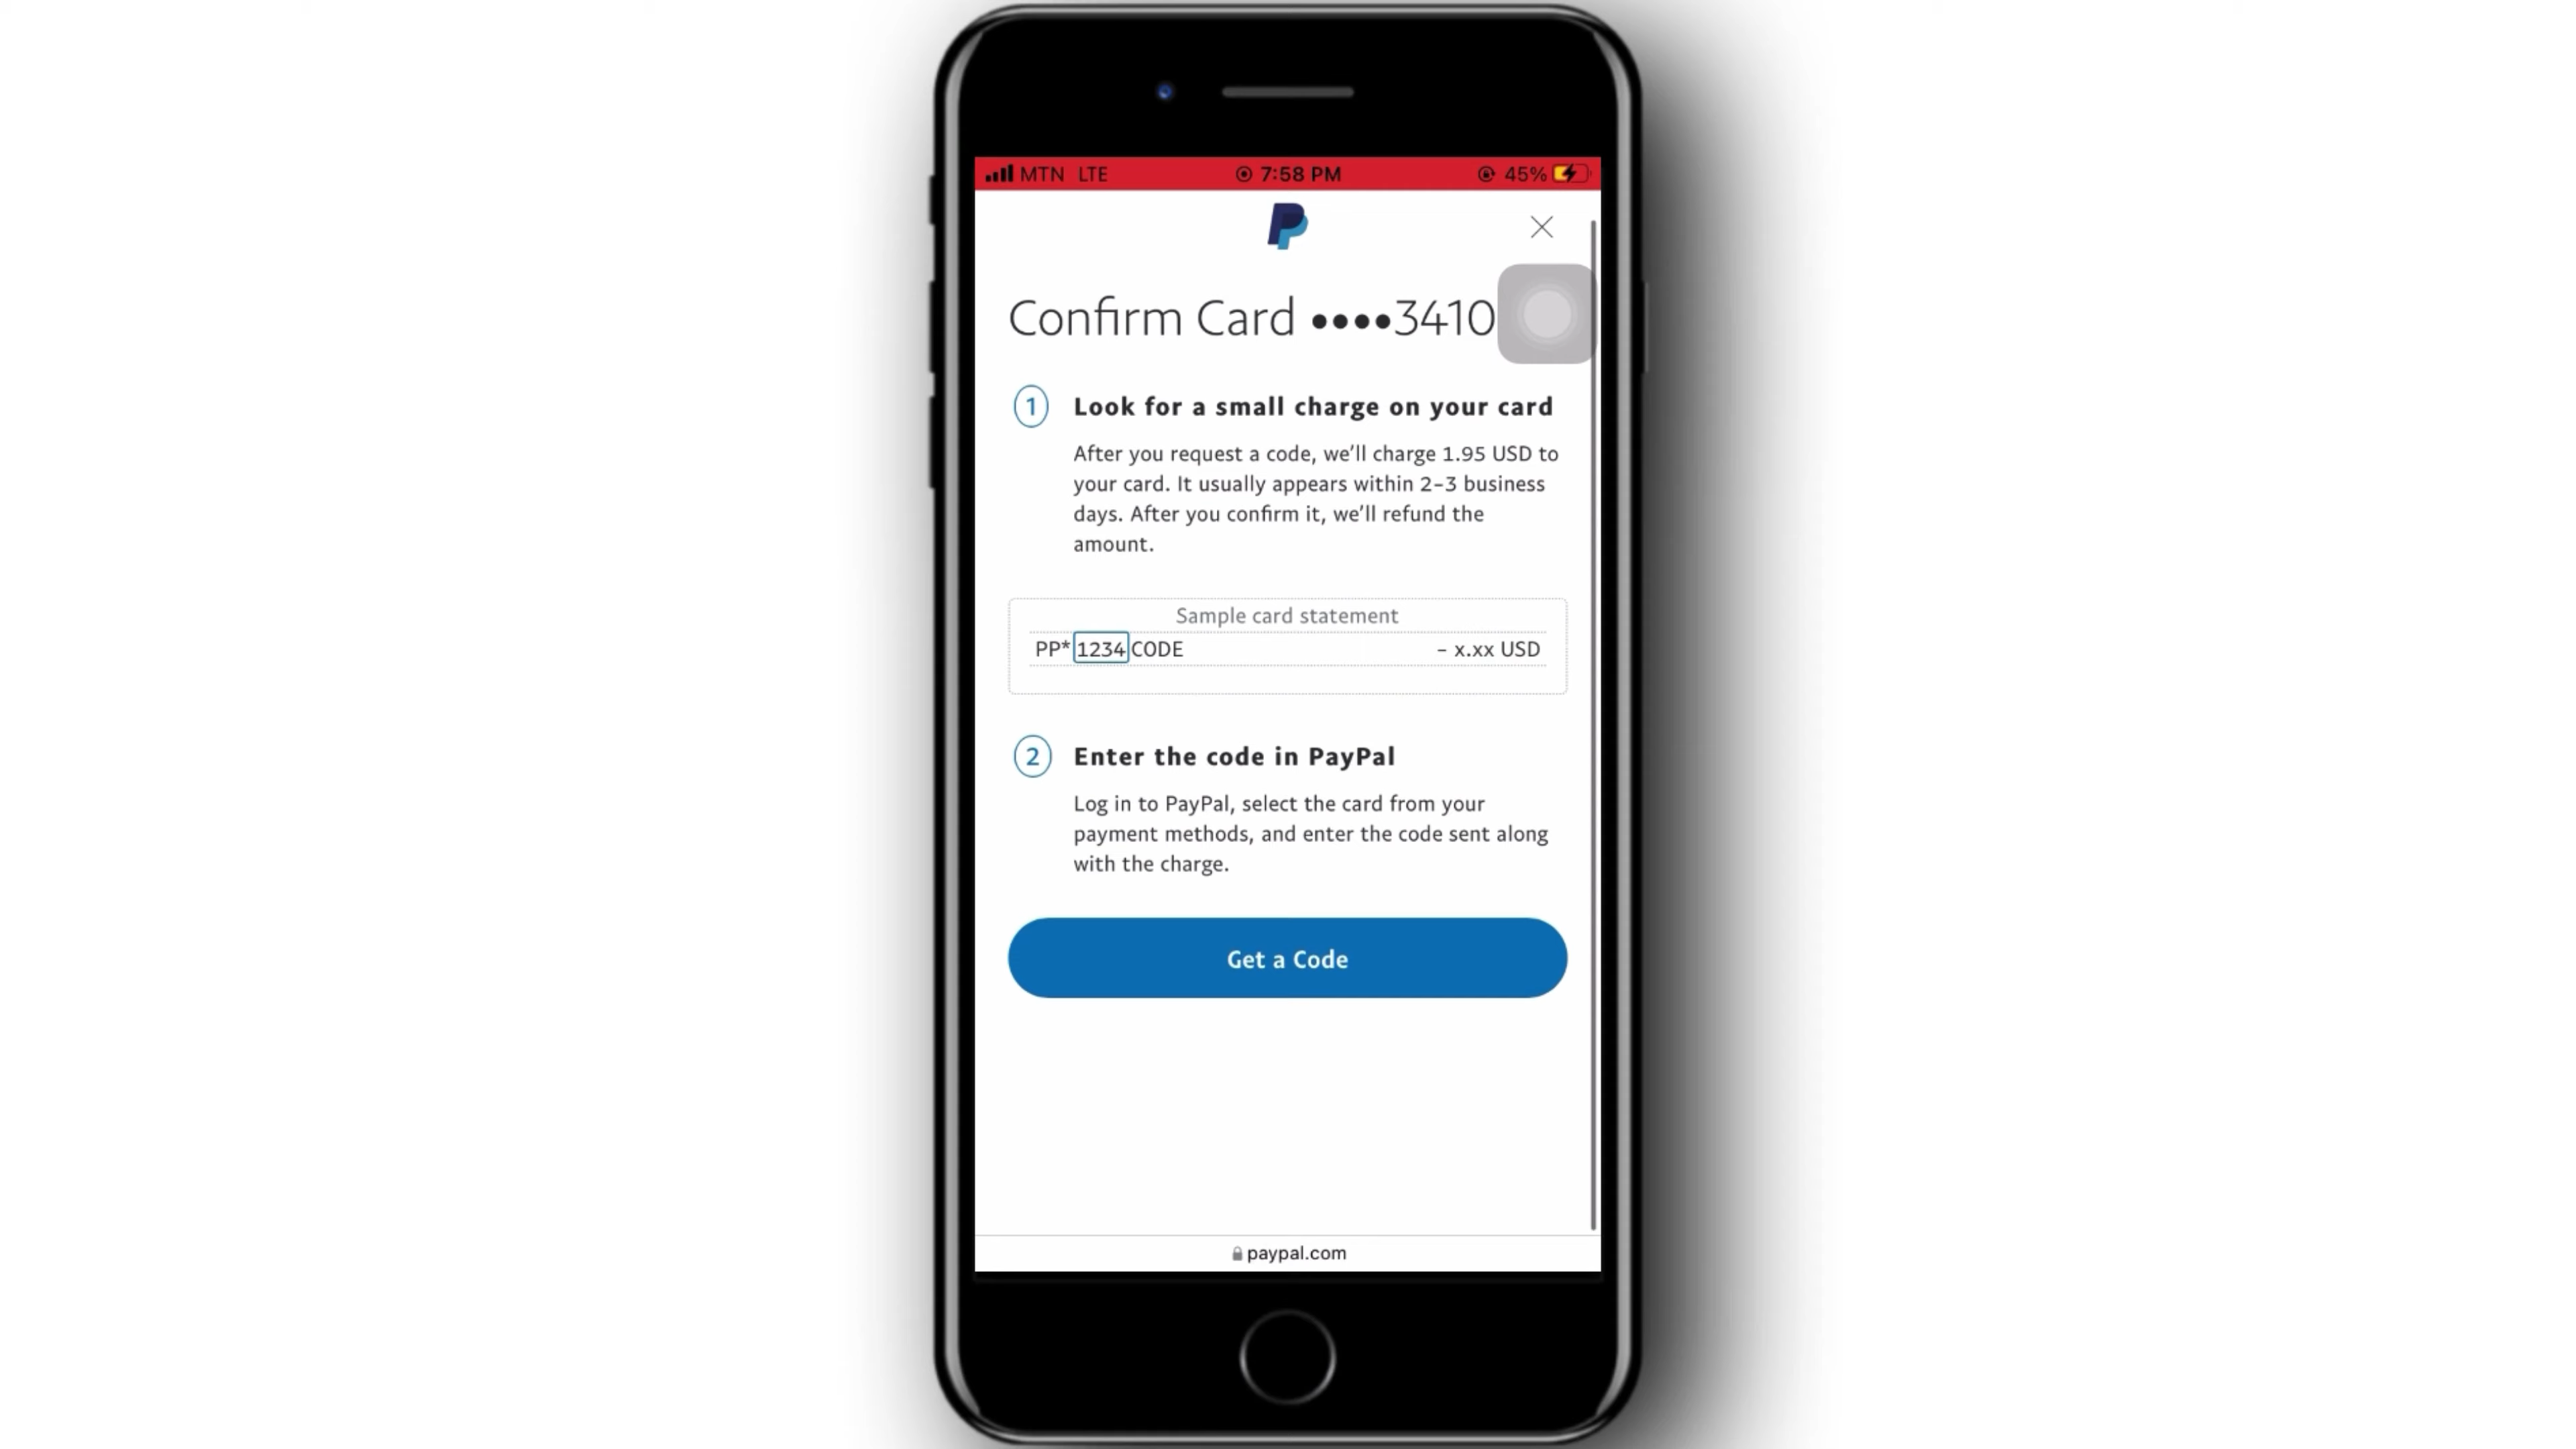 MTN LTE 7:58 PM 45%
Confirm Card ••••3410
1 Look for a small charge on your card
After you request a code, we'll charge 1.95 USD to
your card. It usually appears within 2-3 business
days. After you confirm it, we'll refund the
amount.
Sample card statement
PP* 1234 CODE - x.xx USD
2 Enter the code in PayPal
Log in to PayPal, select the card from your
payment methods, and enter the code sent along
with the charge.
Get a Code
paypal.com